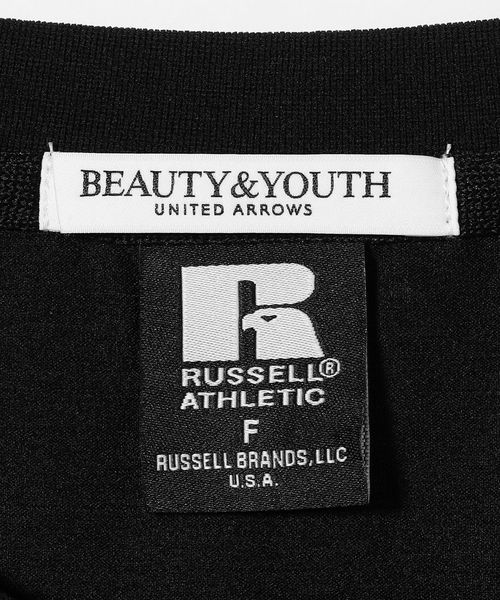 BEAUTY&YOUTH
UNITED ARROWS
R
RUSSELL®
ATHLETIC
F
RUSSELL BRANDS, LLC
U.S.A.